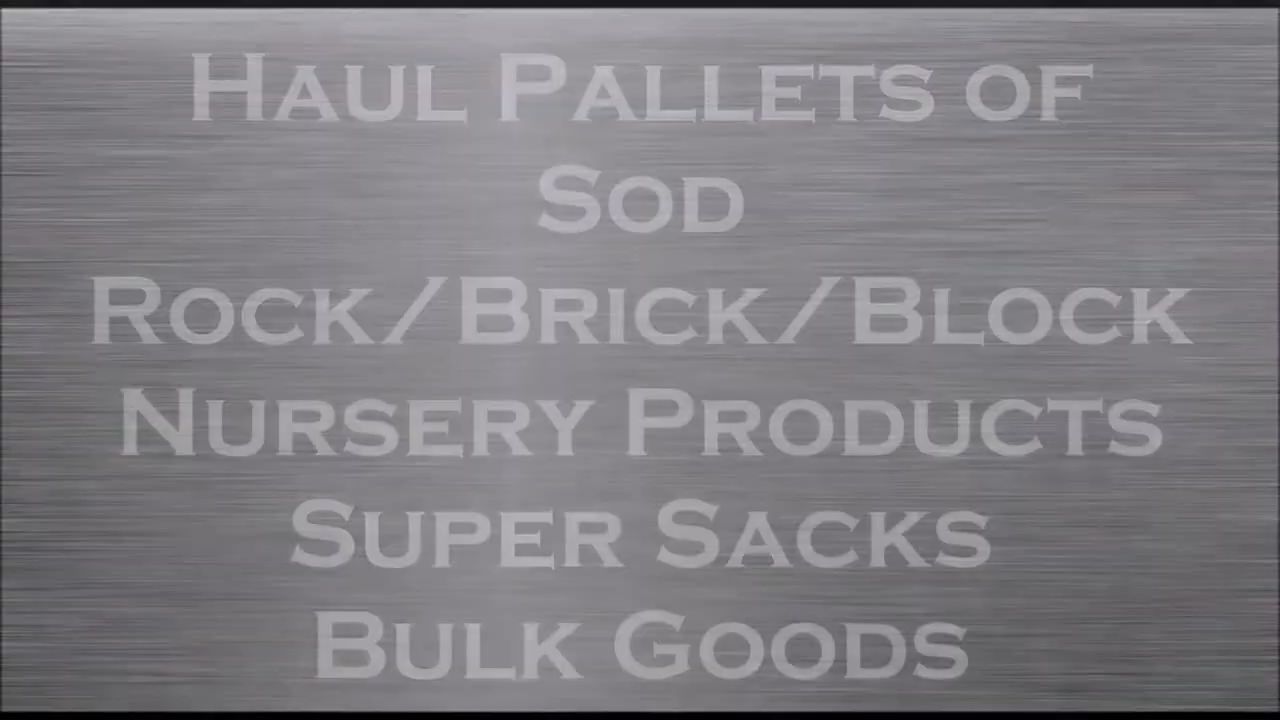 Haul Pallets of
Sod
Rock/Brick/Block
Nursery Products
Super Sacks
Bulk Goods